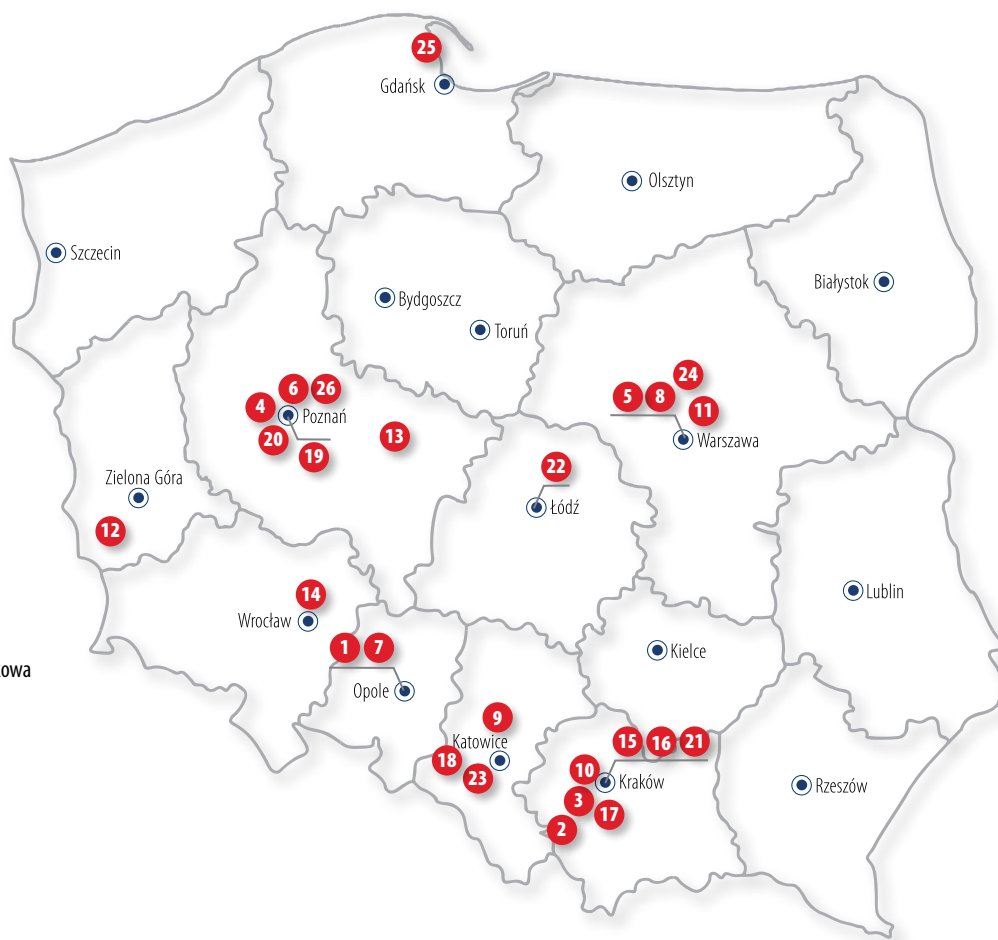 25
Gdańsk
Olsztyn
Szczecin
Białystok
Bydgoszcz
Toruń
24
6 26
5 8
4
11
Poznań
13
20
Warszawa
19
22
Zielona Góra
Łódź
12
14
Lublin
Wrocław
1 7
Kielce
owa
Opole
9
Katowice
15 16 21
18
10
23
Kraków
Rzeszów
3
17
2